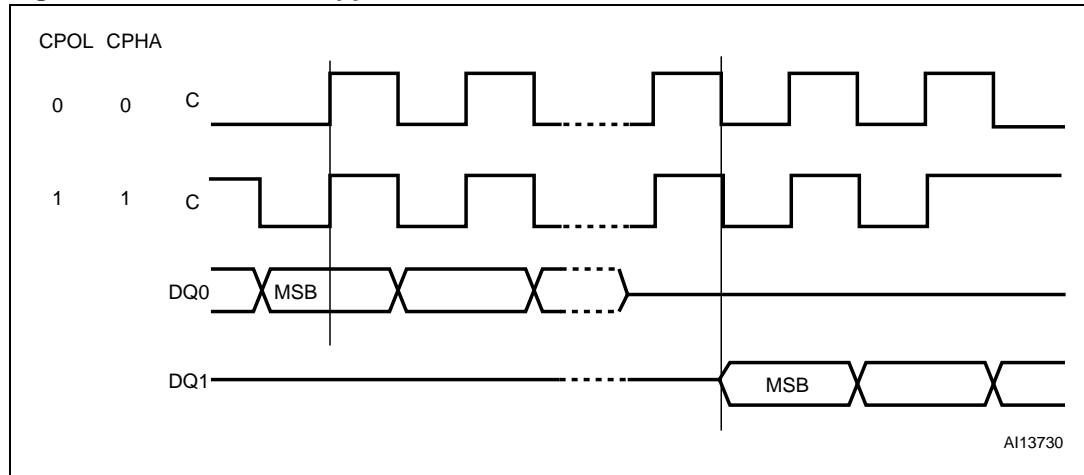 CPOL CPHA
0 0 C
1 1 C
DQ0 MSB
DQ1 MSB
AI13730